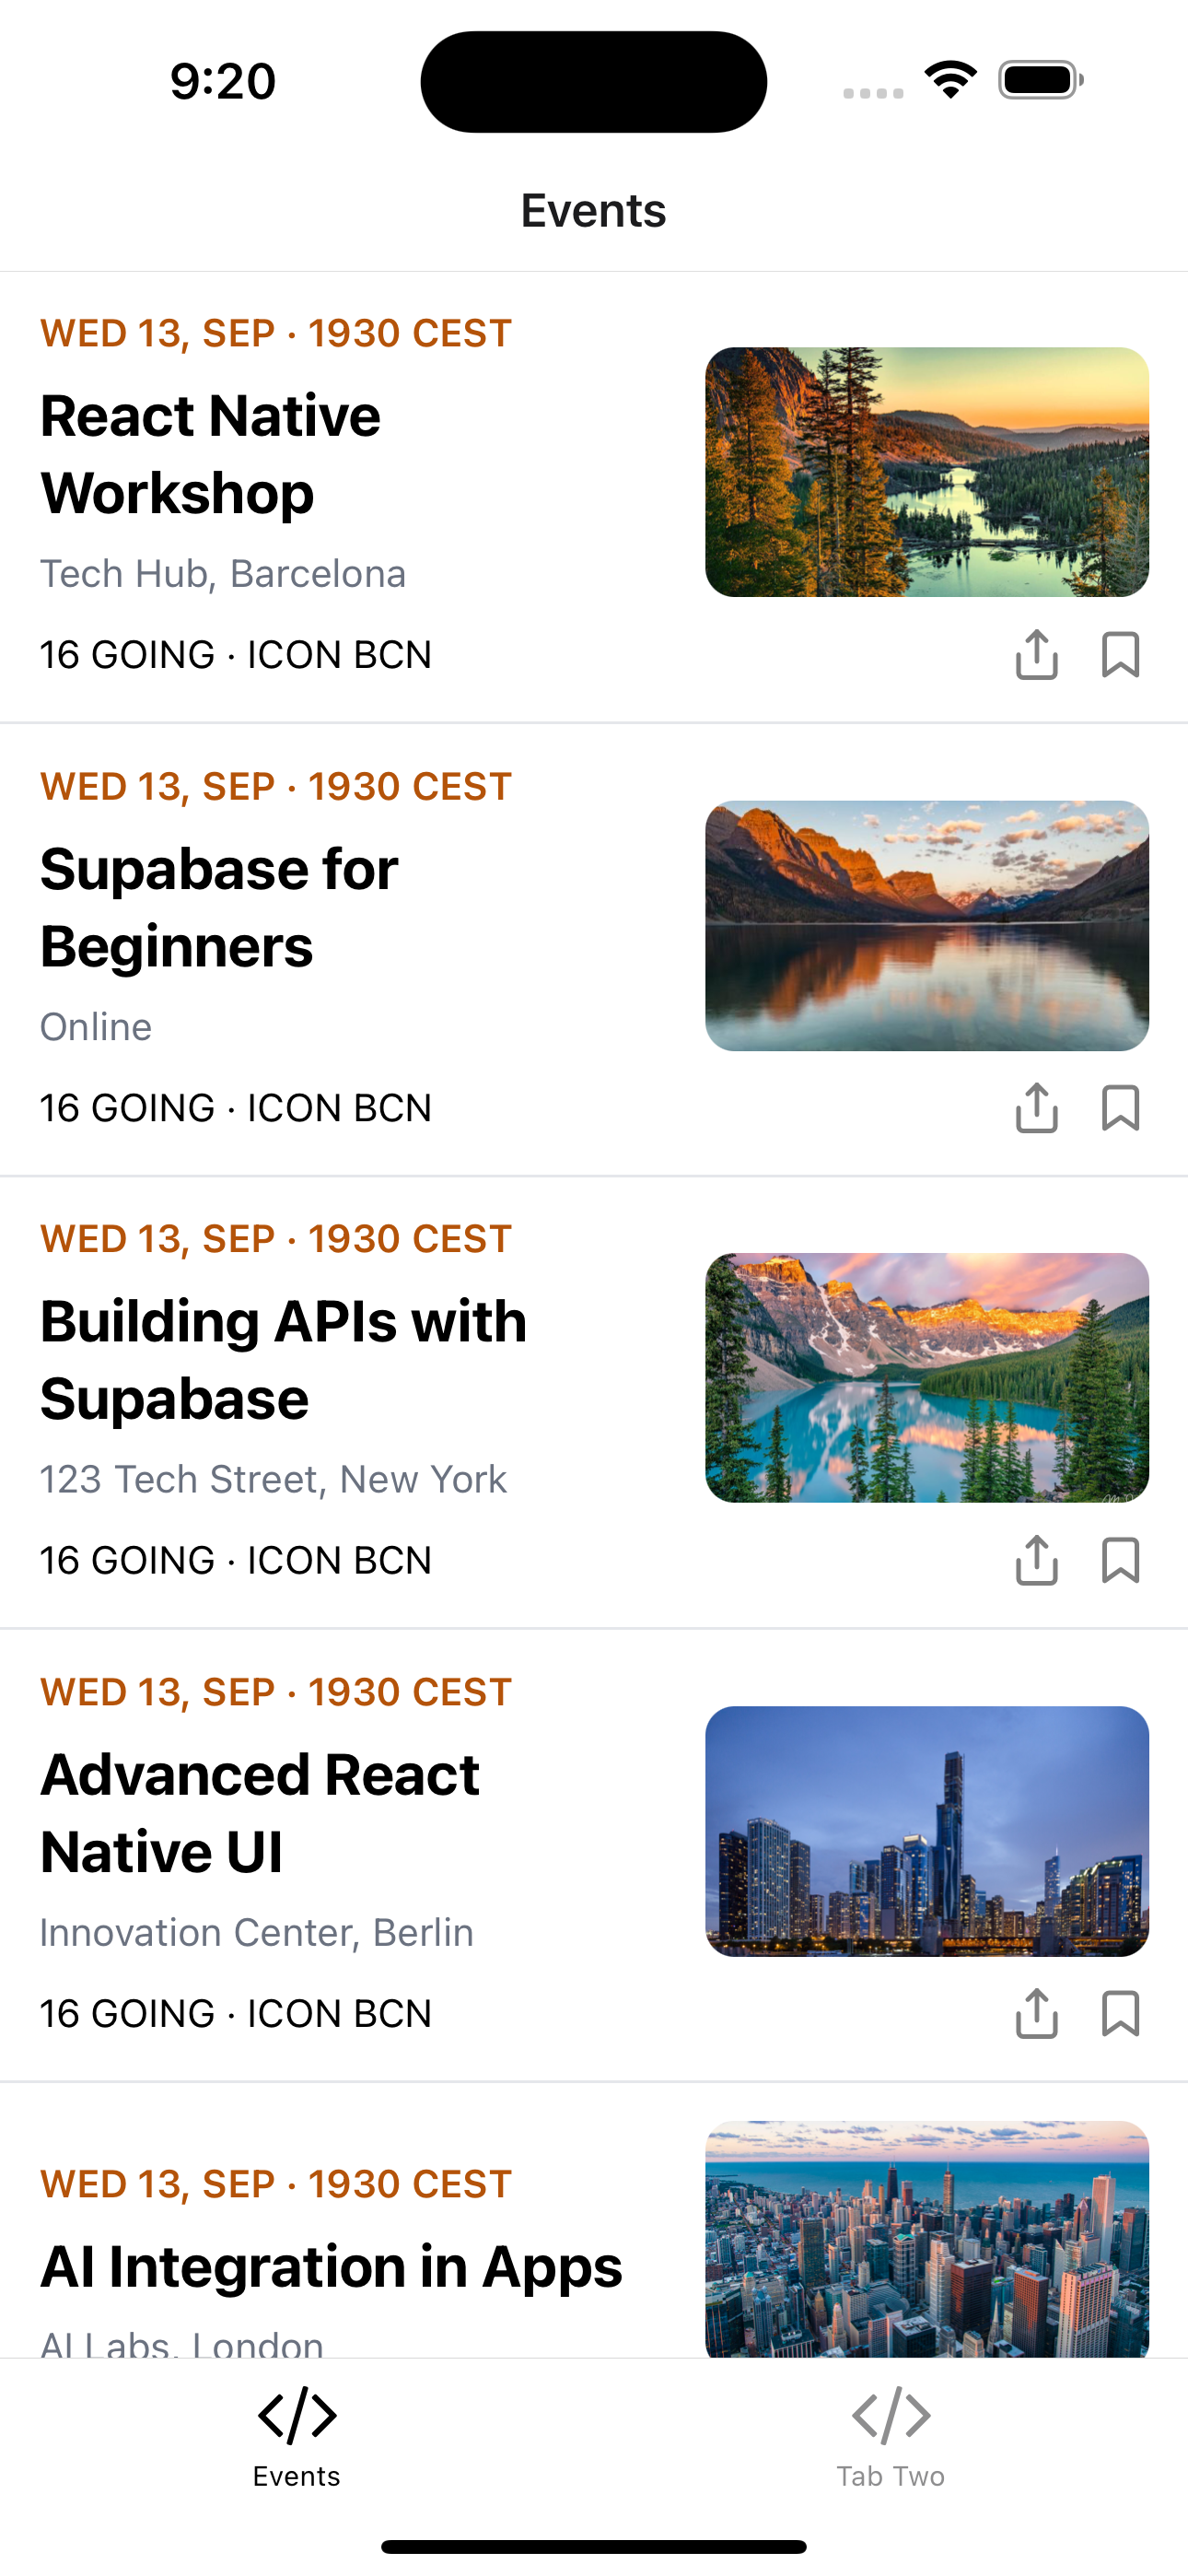 9:20
Events
WED 13, SEP · 1930 CEST
React Native
Workshop
Tech Hub, Barcelona
16 GOING · ICON BCN
WED 13, SEP · 1930 CEST
Supabase for
Beginners
Online
16 GOING · ICON BCN
WED 13, SEP · 1930 CEST
Building APIs with
Supabase
123 Tech Street, New York
16 GOING · ICON BCN
WED 13, SEP · 1930 CEST
Advanced React
Native UI
Innovation Center, Berlin
16 GOING · ICON BCN
WED 13, SEP · 1930 CEST
AI Integration in Apps
AI Labs, London
Events
Tab Two